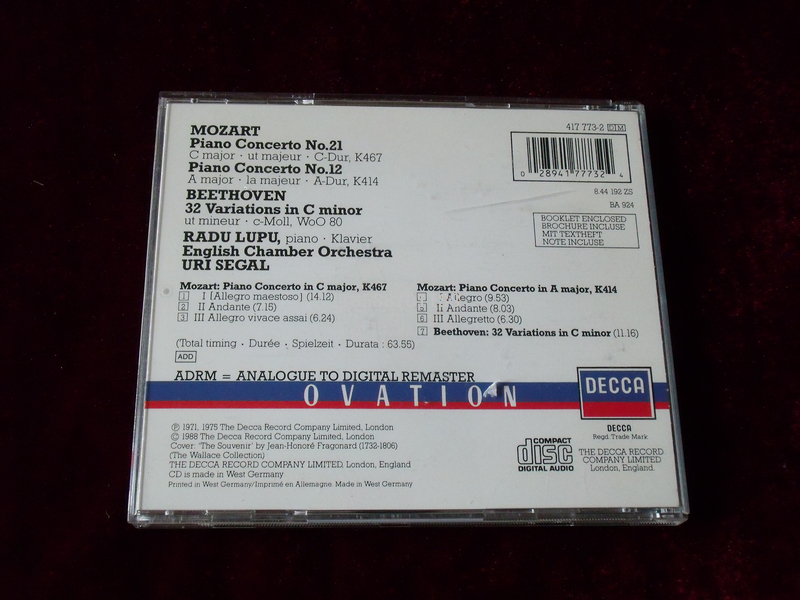 MOZART
Piano Concerto No.21
C major · ut majeur · C-Dur, K467
Piano Concerto No.12
A major · la majeur · A-Dur, K414
BEETHOVEN
32 Variations in C minor
ut mineur · c-Moll, WoO 80
RADU LUPU, piano · Klavier
English Chamber Orchestra
URI SEGAL
417 773-2 DIM
0 28941 77732 4
8.44 192 ZS
BA 924
BOOKLET ENCLOSED
BROCHURE INCLUSE
MIT TEXTHEFT
NOTE INCLUSE
Mozart: Piano Concerto in C major, K467
1 I [Allegro maestoso] (14.12)
2 II Andante (7.15)
3 III Allegro vivace assai (6.24)
Mozart: Piano Concerto in A major, K414
Allegro (9.53)
II Andante (8.03)
6 III Allegretto (6.30)
7 Beethoven: 32 Variations in C minor (11.16)
(Total timing · Durée · Spielzeit · Durata : 63.55)
ADD
ADRM = ANALOGUE TO DIGITAL REMASTER
OVATION
DECCA
℗ 1971, 1975 The Decca Record Company Limited, London
© 1988 The Decca Record Company Limited, London
Cover: 'The Souvenir' by Jean-Honoré Fragonard (1732-1806)
(The Wallace Collection)
THE DECCA RECORD COMPANY LIMITED, London, England
CD is made in West Germany
Printed in West Germany/Imprimé en Allemagne. Made in West Germany
COMPACT
disc
DIGITAL AUDIO
DECCA
Regd. Trade Mark
THE DECCA RECORD
COMPANY LIMITED
London, England